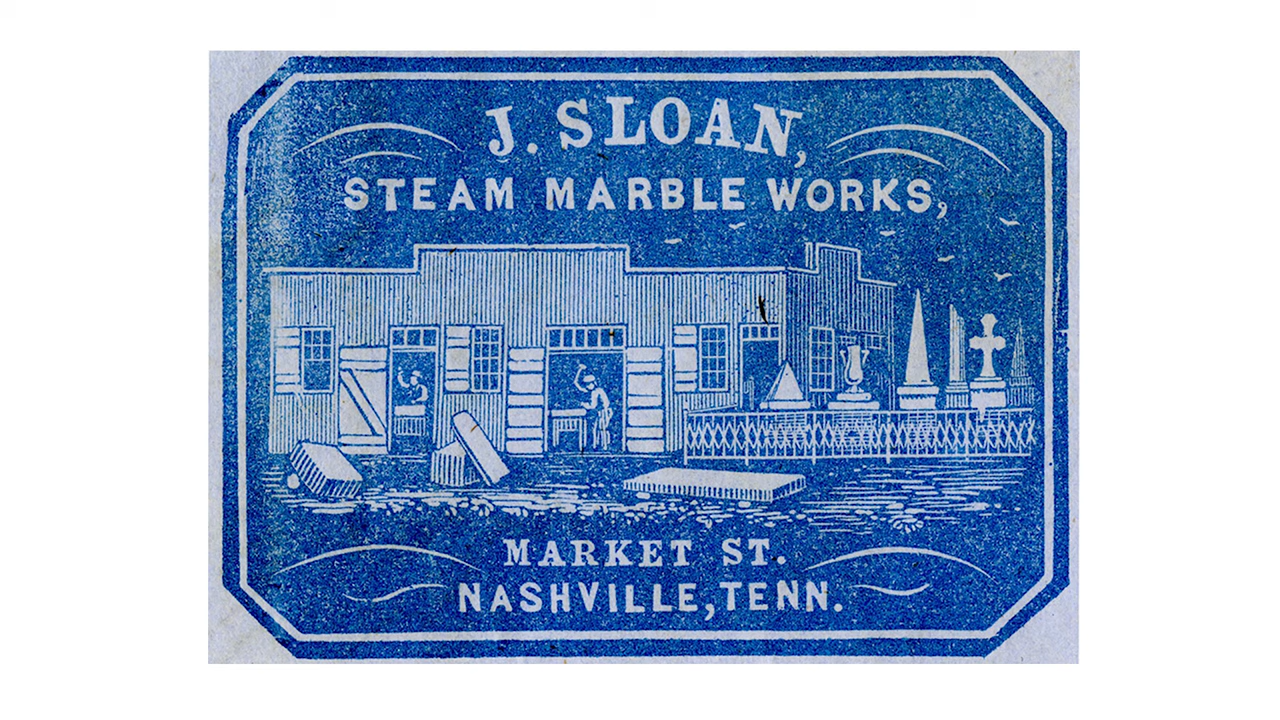 J. SLOAN,
STEAM MARBLE WORKS,
MARKET ST.
NASHVILLE, TENN.